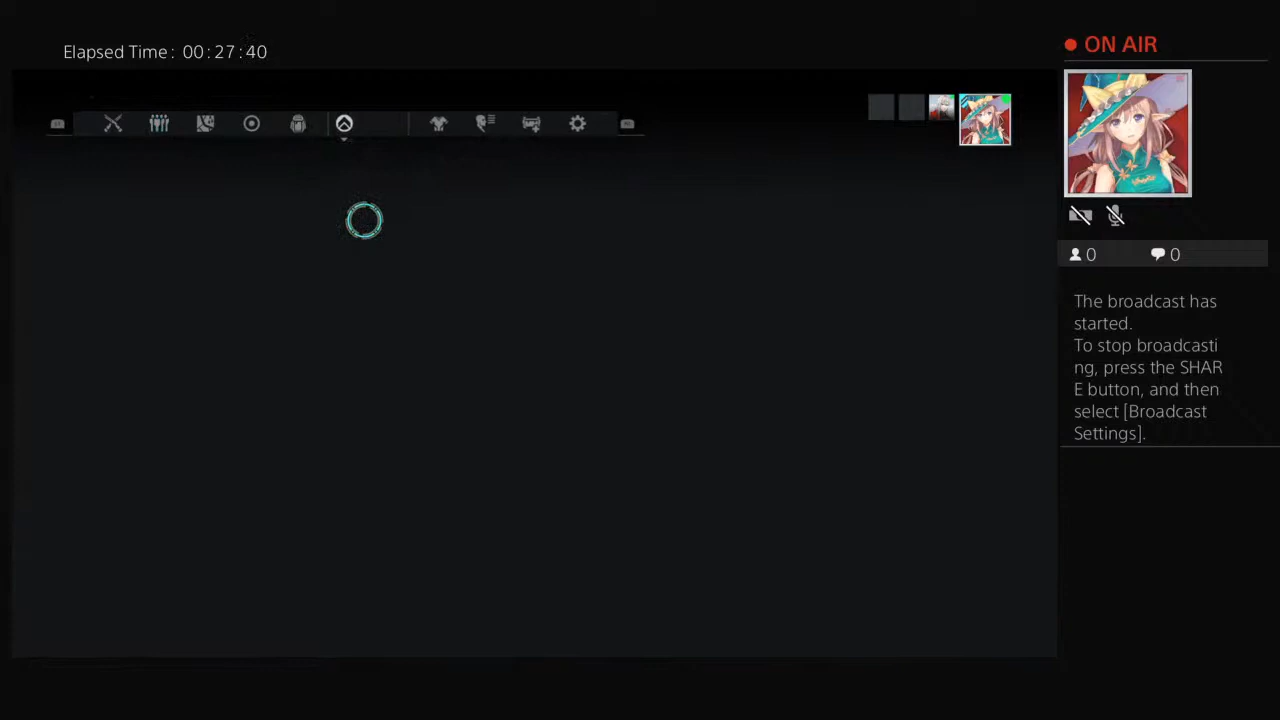 Elapsed Time: 00:27:40
ON AIR
0
0
The broadcast has
started.
To stop broadcasti
ng, press the SHAR
E button, and then
select [Broadcast
Settings].